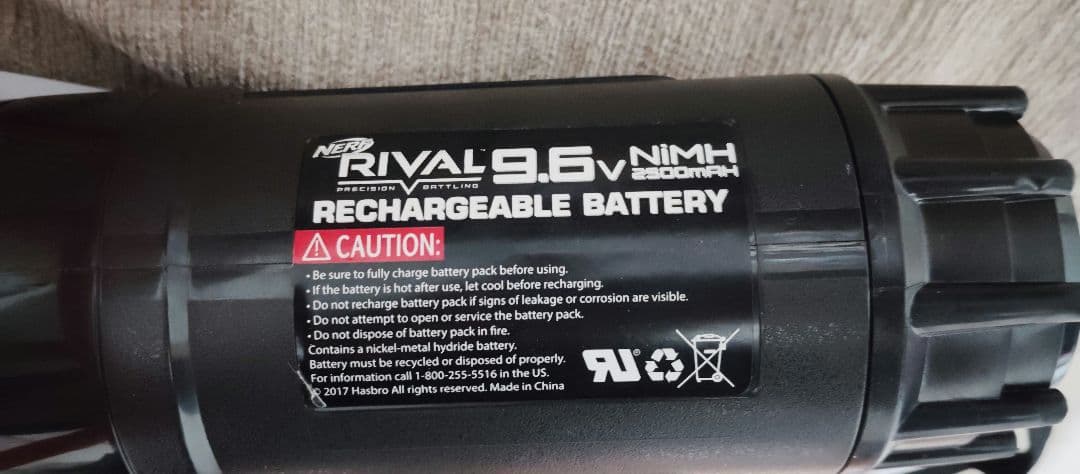 NERF
RIVAL 9.6V NiMH
2500mAH
PRECISION BATTLING
RECHARGEABLE BATTERY
CAUTION:
• Be sure to fully charge battery pack before using.
• If the battery is hot after use, let cool before recharging.
• Do not recharge battery pack if signs of leakage or corrosion are visible.
• Do not attempt to open or service the battery pack.
• Do not dispose of battery pack in fire.
Contains a nickel-metal hydride battery.
Battery must be recycled or disposed of properly.
For information call 1-800-255-5516 in the US.
© 2017 Hasbro All rights reserved. Made in China